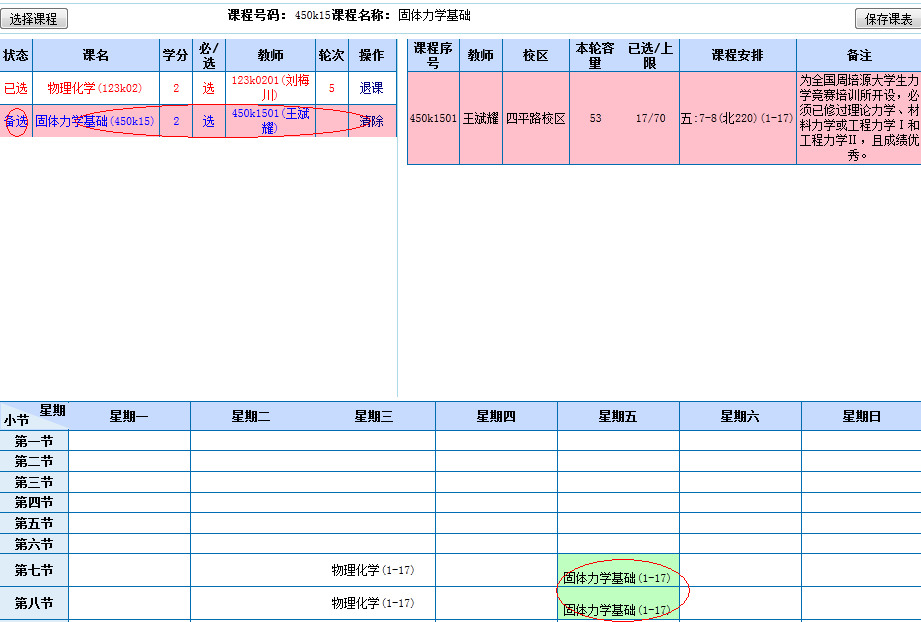 选择课程
课程号码：450k15课程名称：固体力学基础
保存课表
状态 课名 学分 必/选 教师 轮次 操作
已选 物理化学(123k02) 2 选 123k0201(刘梅川) 5 退课
备选 固体力学基础(450k15) 2 选 450k1501(王斌耀) 清除
课程序号 教师 校区 本轮容量 已选/上限 课程安排 备注
450k1501 王斌耀 四平路校区 53 17/70 五:7-8(北220)(1-17)
为全国周培源大学生力
学竞赛培训所开设，必
须已修过理论力学、材
料力学或工程力学Ⅰ和
工程力学Ⅱ，且成绩优
秀。
小节 星期 星期一 星期二 星期三 星期四 星期五 星期六 星期日
第一节
第二节
第三节
第四节
第五节
第六节
第七节 物理化学(1-17) 固体力学基础(1-17)
第八节 物理化学(1-17) 固体力学基础(1-17)